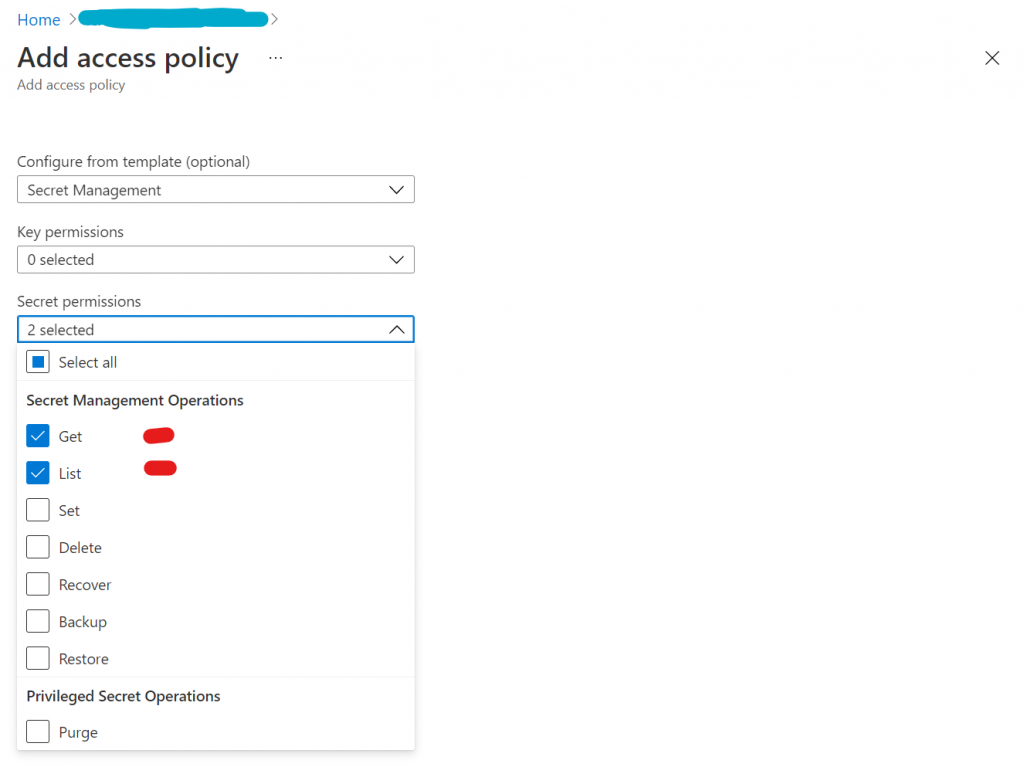 Home > >
Add access policy ...
Add access policy
Configure from template (optional)
Secret Management
Key permissions
0 selected
Secret permissions
2 selected
Select all
Secret Management Operations
Get
List
Set
Delete
Recover
Backup
Restore
Privileged Secret Operations
Purge